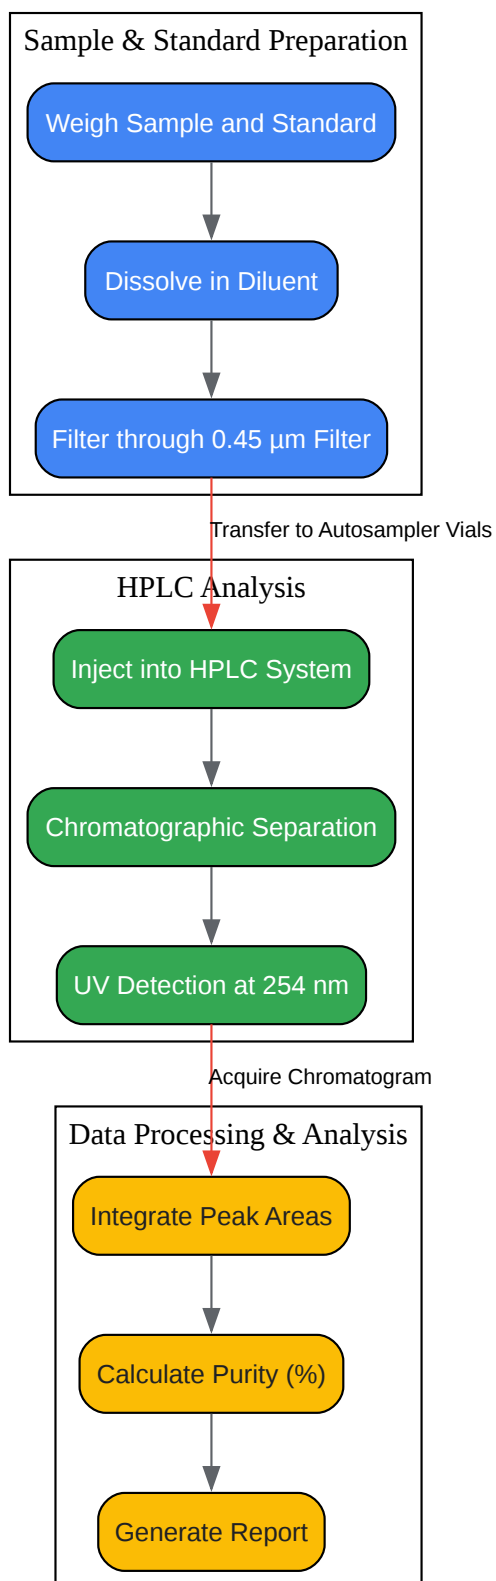 Sample & Standard Preparation
Weigh Sample and Standard
Dissolve in Diluent
Filter through 0.45 µm Filter
Transfer to Autosampler Vials
HPLC Analysis
Inject into HPLC System
Chromatographic Separation
UV Detection at 254 nm
Acquire Chromatogram
Data Processing & Analysis
Integrate Peak Areas
Calculate Purity (%)
Generate Report